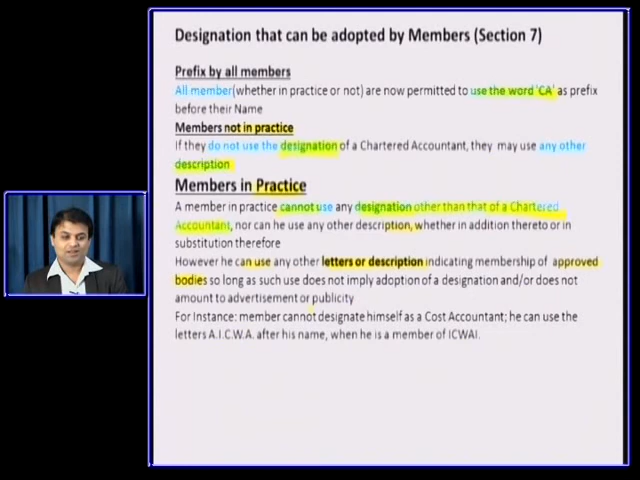 Designation that can be adopted by Members (Section 7)
Prefix by all members
All member(whether in practice or not) are now permitted to use the word 'CA' as prefix
before their Name
Members not in practice
If they do not use the designation of a Chartered Accountant, they may use any other
description
Members in Practice
A member in practice cannot use any designation other than that of a Chartered
Accountant, nor can he use any other description, whether in addition thereto or in
substitution therefore
However he can use any other letters or description indicating membership of approved
bodies so long as such use does not imply adoption of a designation and/or does not
amount to advertisement or publicity
For Instance: member cannot designate himself as a Cost Accountant; he can use the
letters A.I.C.W.A. after his name, when he is a member of ICWAI.